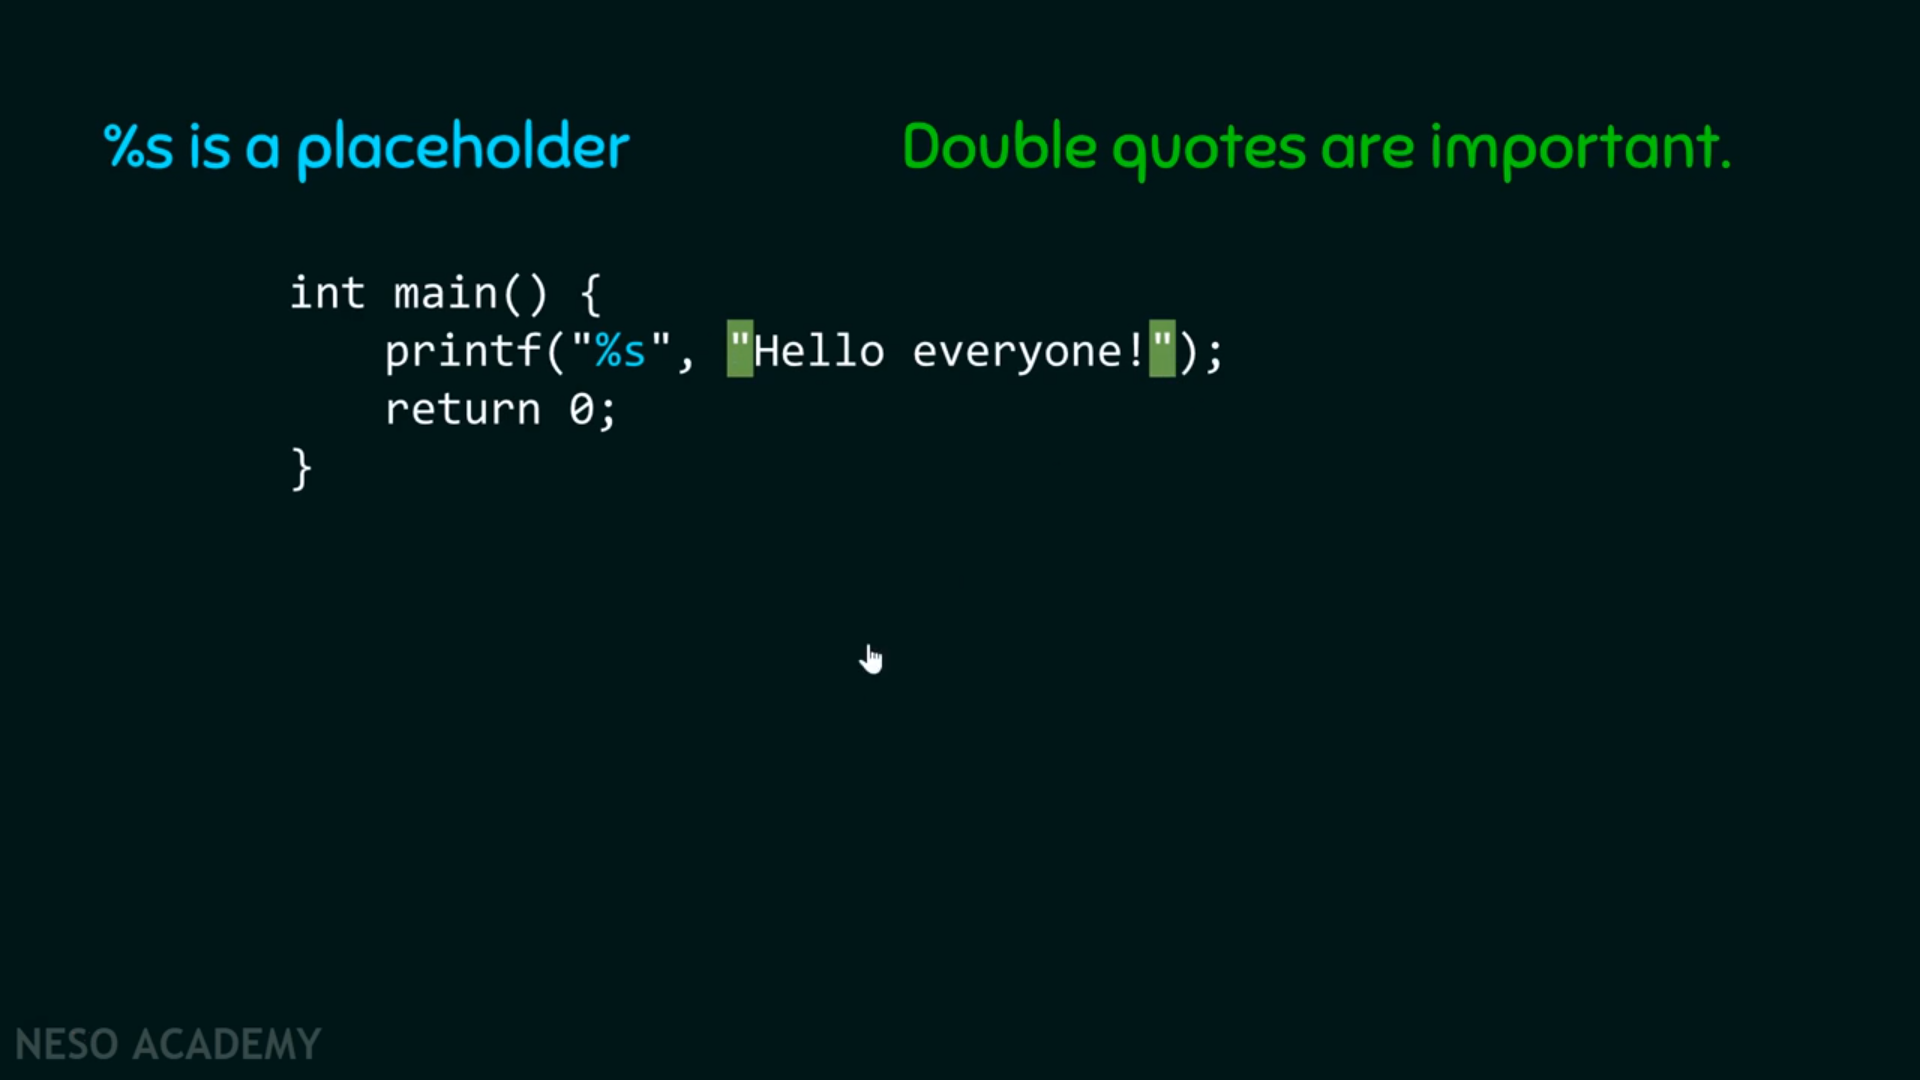 %s is a placeholder
Double quotes are important.
int main() {
printf("%s", "Hello everyone!");
return 0;
}
NESO ACADEMY